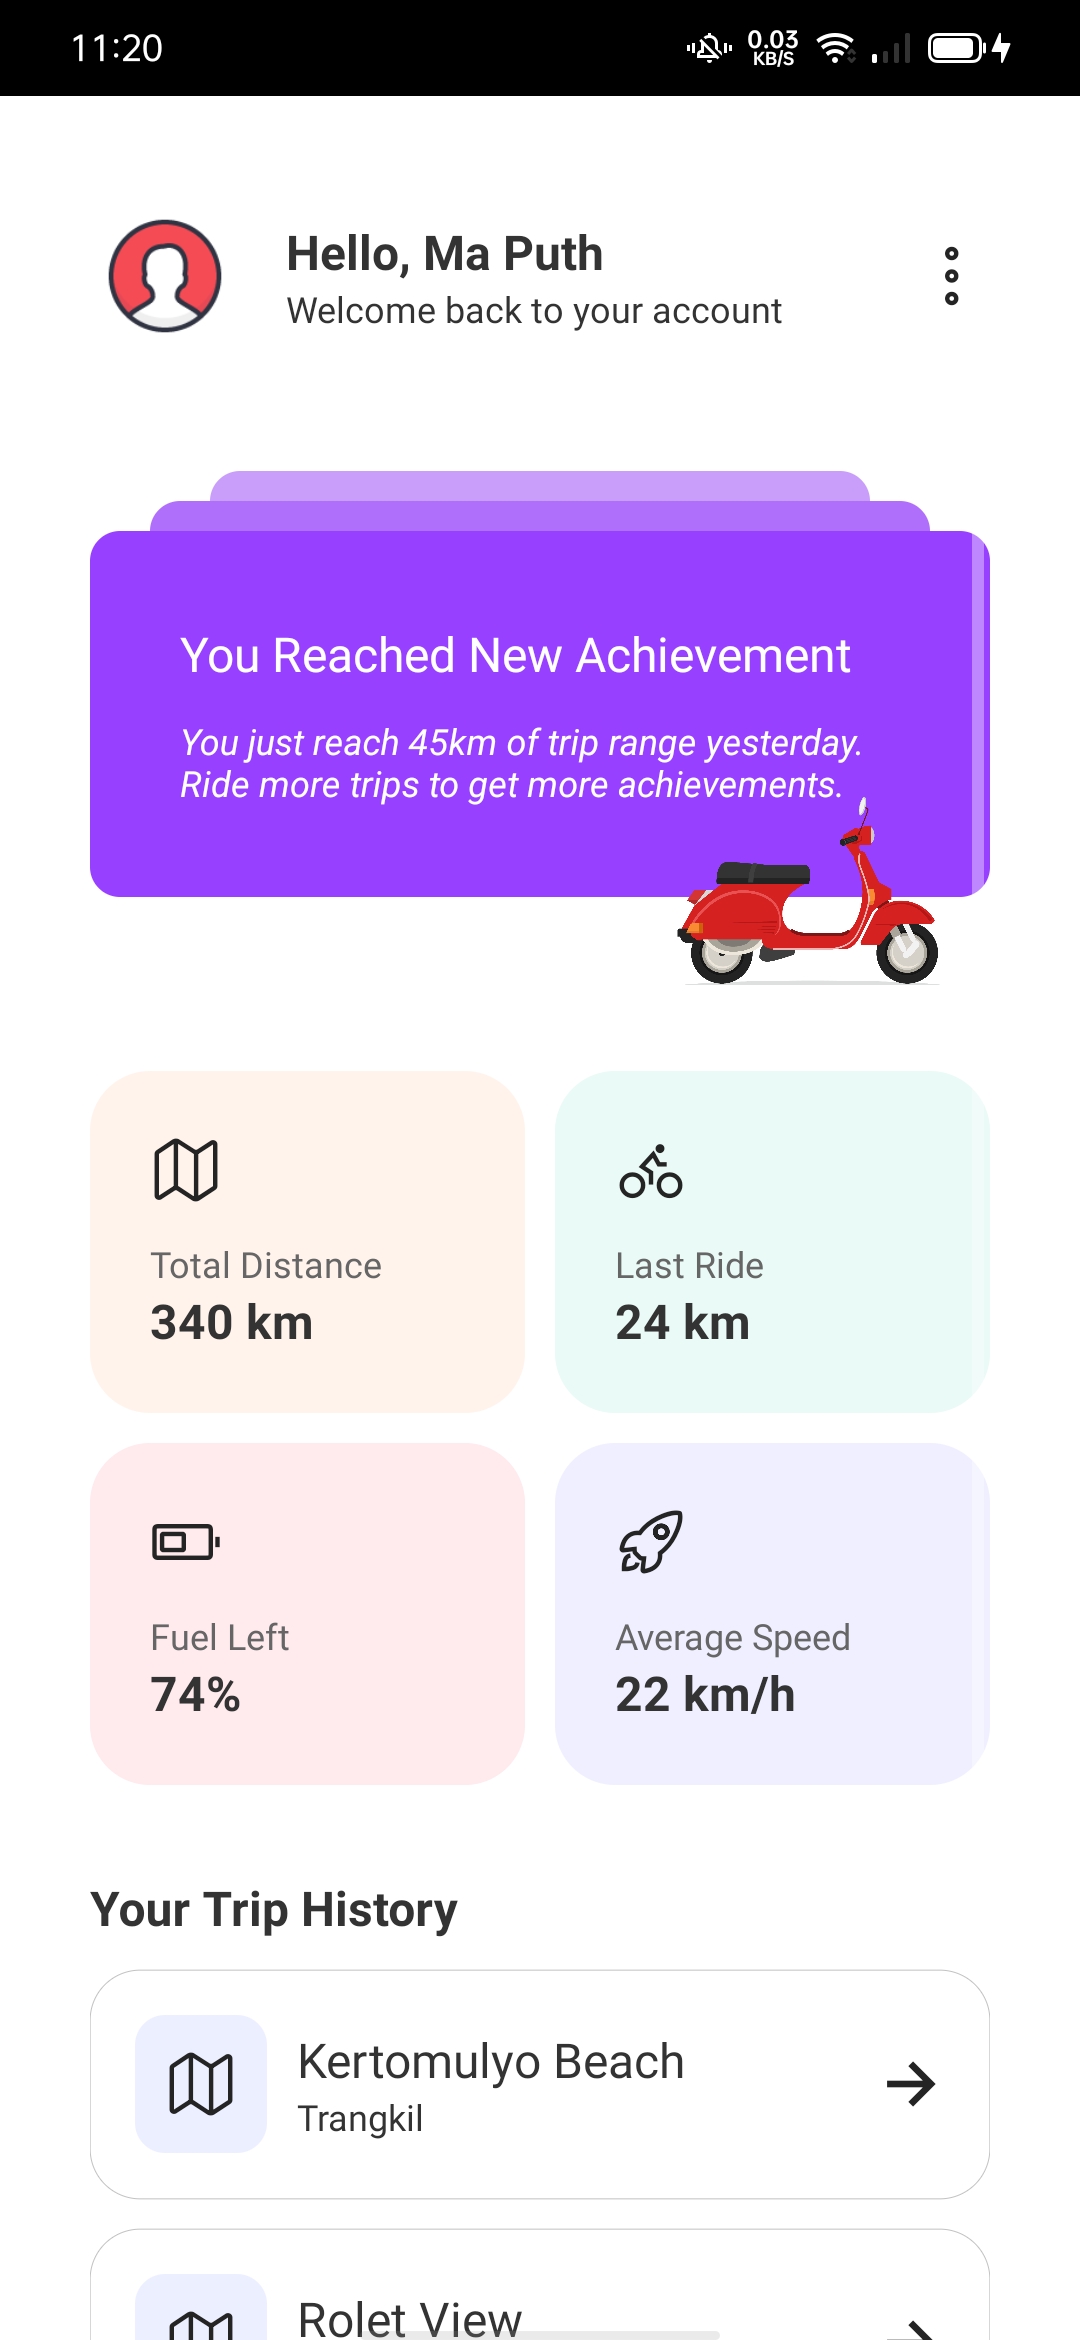 11:20
0.03
KB/S
Hello, Ma Puth
Welcome back to your account
You Reached New Achievement
You just reach 45km of trip range yesterday.
Ride more trips to get more achievements.
Total Distance
340 km
Last Ride
24 km
Fuel Left
74%
Average Speed
22 km/h
Your Trip History
Kertomulyo Beach
Trangkil
Rolet View